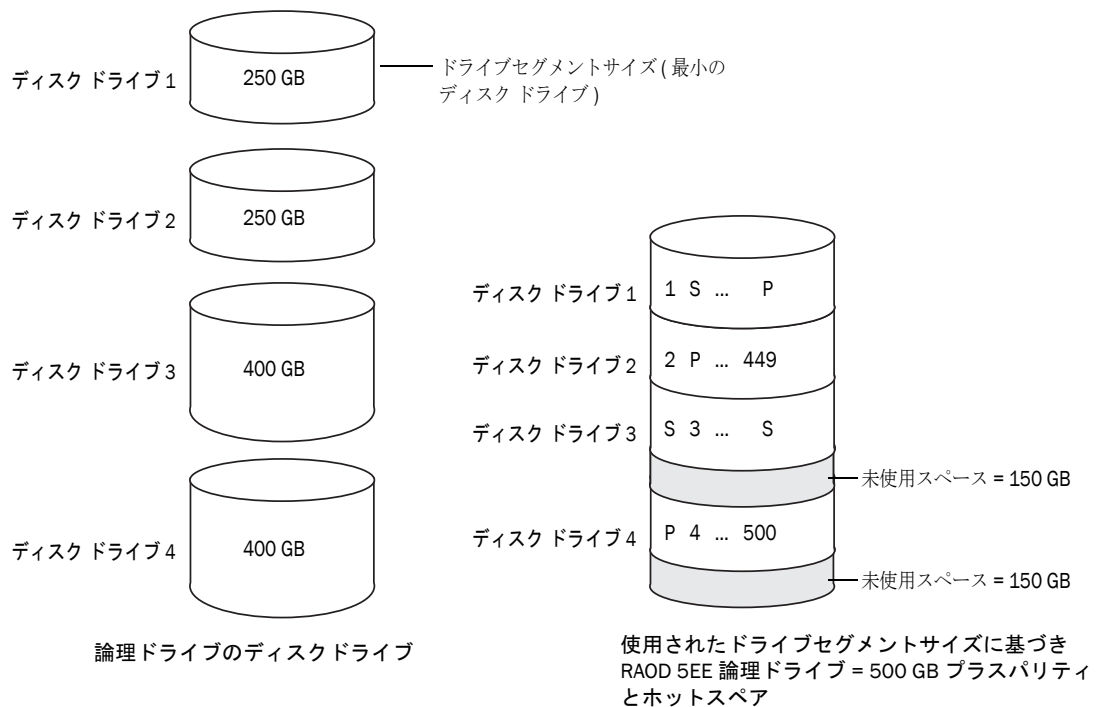 ディスク ドライブ 1
250 GB
ドライブセグメントサイズ ( 最小の
ディスク ドライブ )
ディスク ドライブ 2
250 GB
ディスク ドライブ 3
400 GB
ディスク ドライブ 4
400 GB
論理ドライブのディスクドライブ
ディスク ドライブ 1
1 S ... P
ディスク ドライブ 2
2 P ... 449
ディスク ドライブ 3
S 3 ... S
未使用スペース = 150 GB
ディスク ドライブ 4
P 4 ... 500
未使用スペース = 150 GB
使用されたドライブセグメントサイズに基づき
RAOD 5EE 論理ドライブ = 500 GB プラスパリティ
とホットスペア